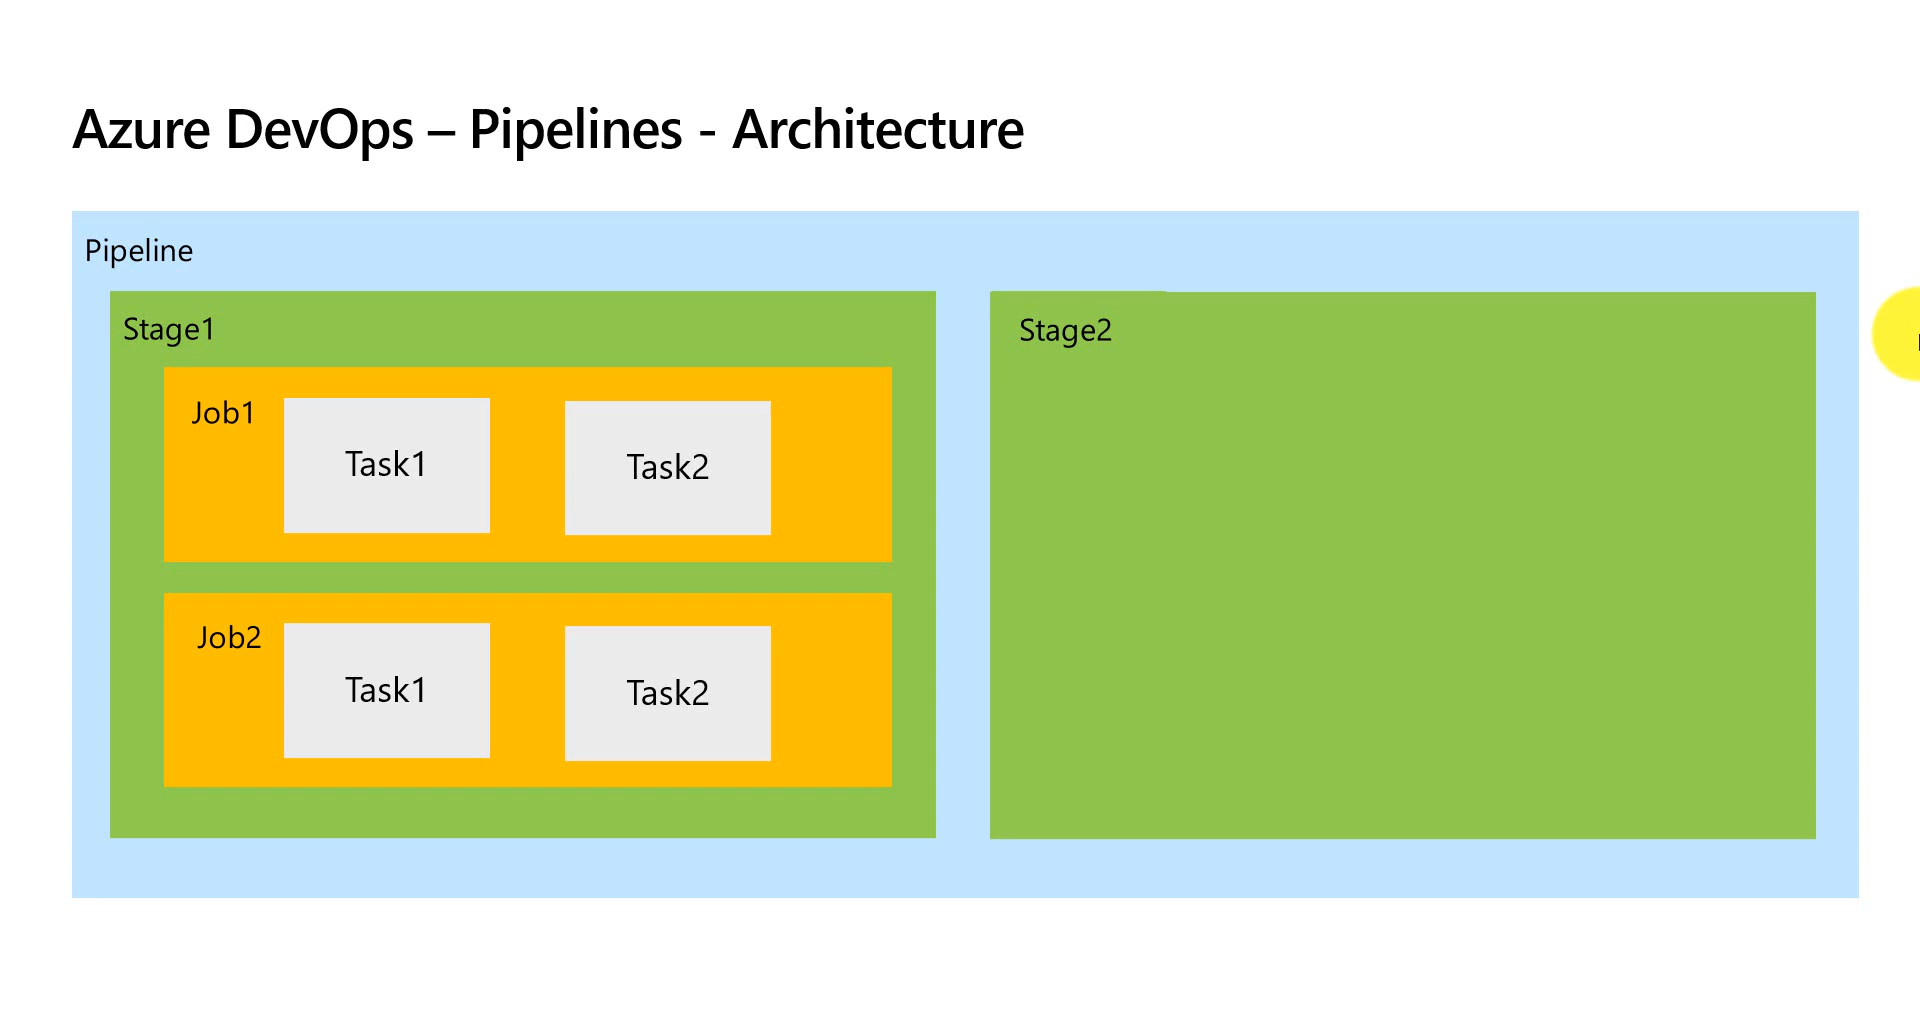 Azure DevOps – Pipelines - Architecture
Pipeline
Stage1
Job1
Task1
Task2
Job2
Task1
Task2
Stage2